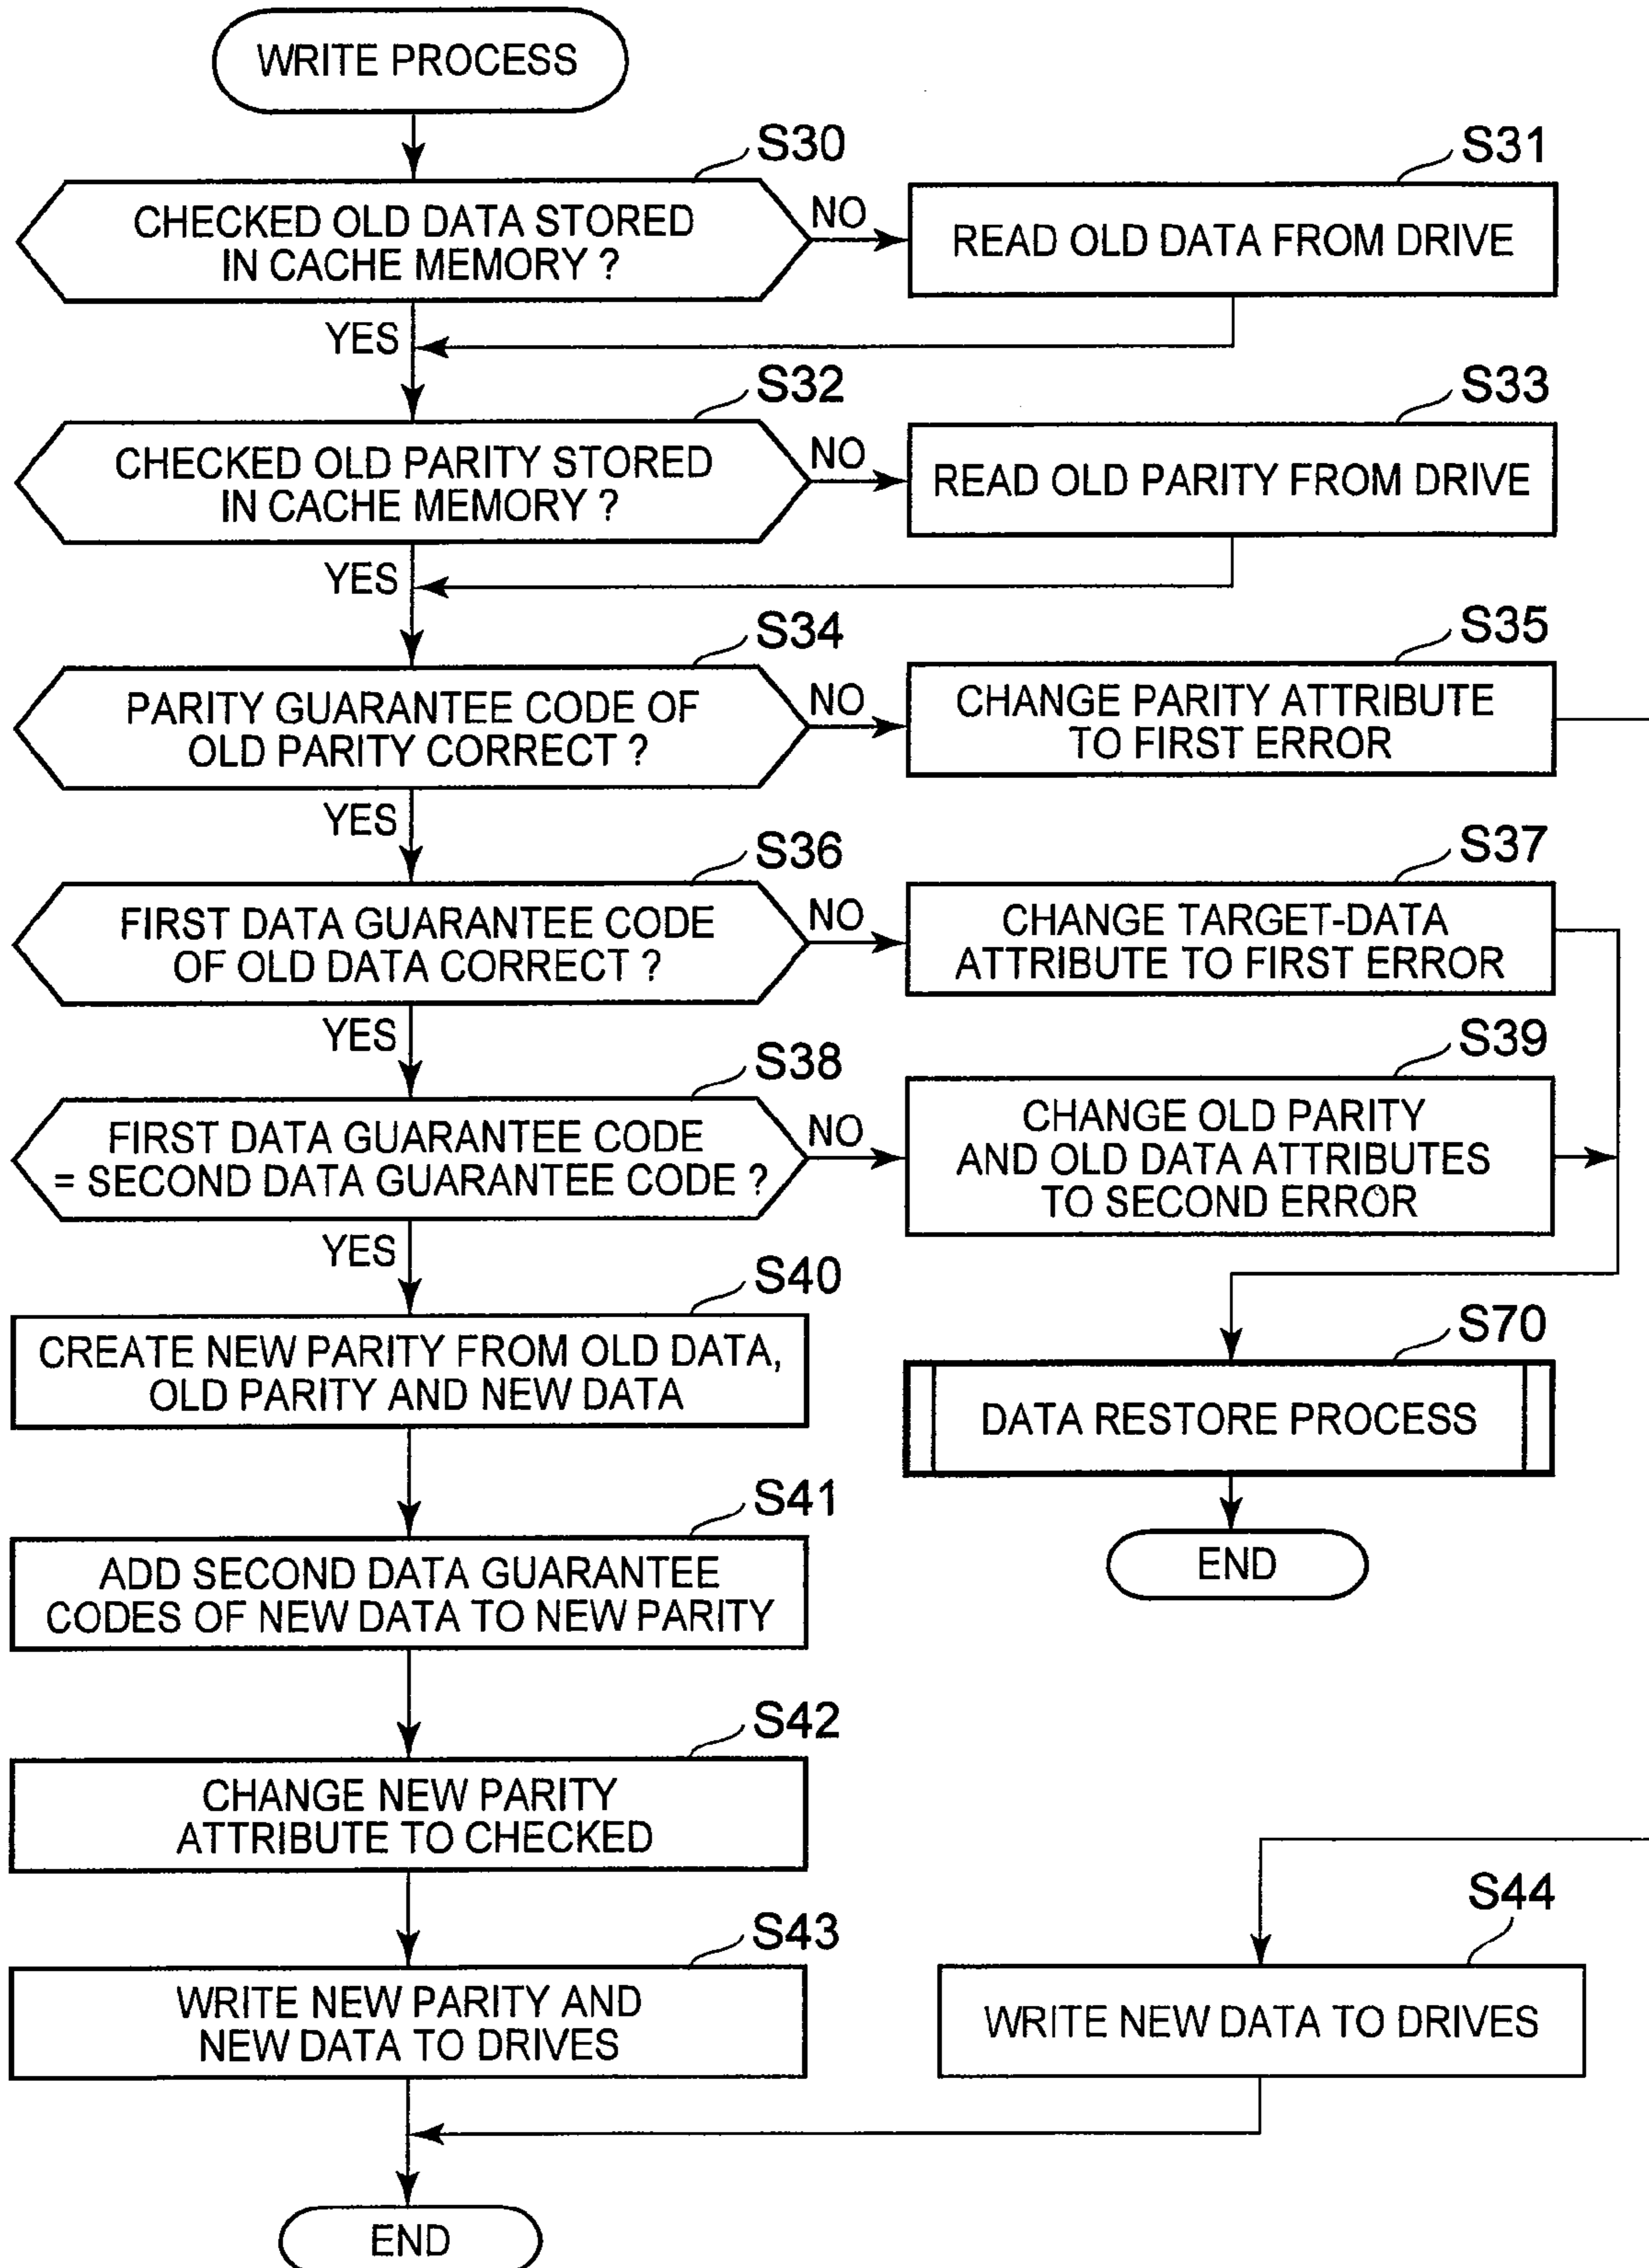 WRITE PROCESS
S30
CHECKED OLD DATA STORED
IN CACHE MEMORY ?
NO
S31
READ OLD DATA FROM DRIVE
YES
S32
CHECKED OLD PARITY STORED
IN CACHE MEMORY ?
NO
S33
READ OLD PARITY FROM DRIVE
YES
S34
PARITY GUARANTEE CODE OF
OLD PARITY CORRECT ?
NO
S35
CHANGE PARITY ATTRIBUTE
TO FIRST ERROR
YES
S36
FIRST DATA GUARANTEE CODE
OF OLD DATA CORRECT ?
NO
S37
CHANGE TARGET-DATA
ATTRIBUTE TO FIRST ERROR
YES
S38
FIRST DATA GUARANTEE CODE
= SECOND DATA GUARANTEE CODE ?
NO
S39
CHANGE OLD PARITY
AND OLD DATA ATTRIBUTES
TO SECOND ERROR
YES
S40
CREATE NEW PARITY FROM OLD DATA,
OLD PARITY AND NEW DATA
S70
DATA RESTORE PROCESS
END
S41
ADD SECOND DATA GUARANTEE
CODES OF NEW DATA TO NEW PARITY
S42
CHANGE NEW PARITY
ATTRIBUTE TO CHECKED
S43
WRITE NEW PARITY AND
NEW DATA TO DRIVES
S44
WRITE NEW DATA TO DRIVES
END